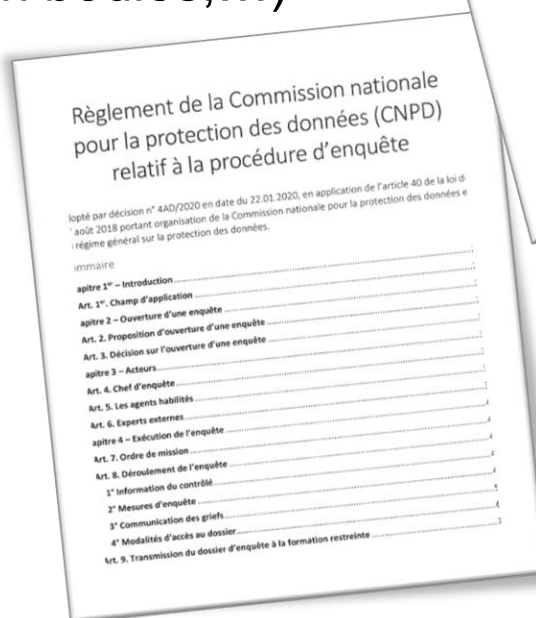 Règlement de la Commission nationale
pour la protection des données (CNPD)
relatif à la procédure d'enquête
lopté par décision n° 4AD/2020 en date du 22.01.2020, en application de l'article 40 de la loi d
août 2018 portant organisation de la Commission nationale pour la protection des données e
régime général sur la protection des données.
mmaire
apitre 1er – Introduction
Art. 1er. Champ d'application
apitre 2 – Ouverture d'une enquête
Art. 2. Proposition d'ouverture d'une enquête
Art. 3. Décision sur l'ouverture d'une enquête
apitre 3 – Acteurs
Art. 4. Chef d'enquête
Art. 5. Les agents habilités
Art. 6. Experts externes
apitre 4 – Exécution de l'enquête
Art. 7. Ordre de mission
Art. 8. Déroulement de l'enquête
1° Information du contrôlé
2° Mesures d'enquête
3° Communication des griefs
4° Modalités d'accès au dossier
Art. 9. Transmission du dossier d'enquête à la formation restreinte